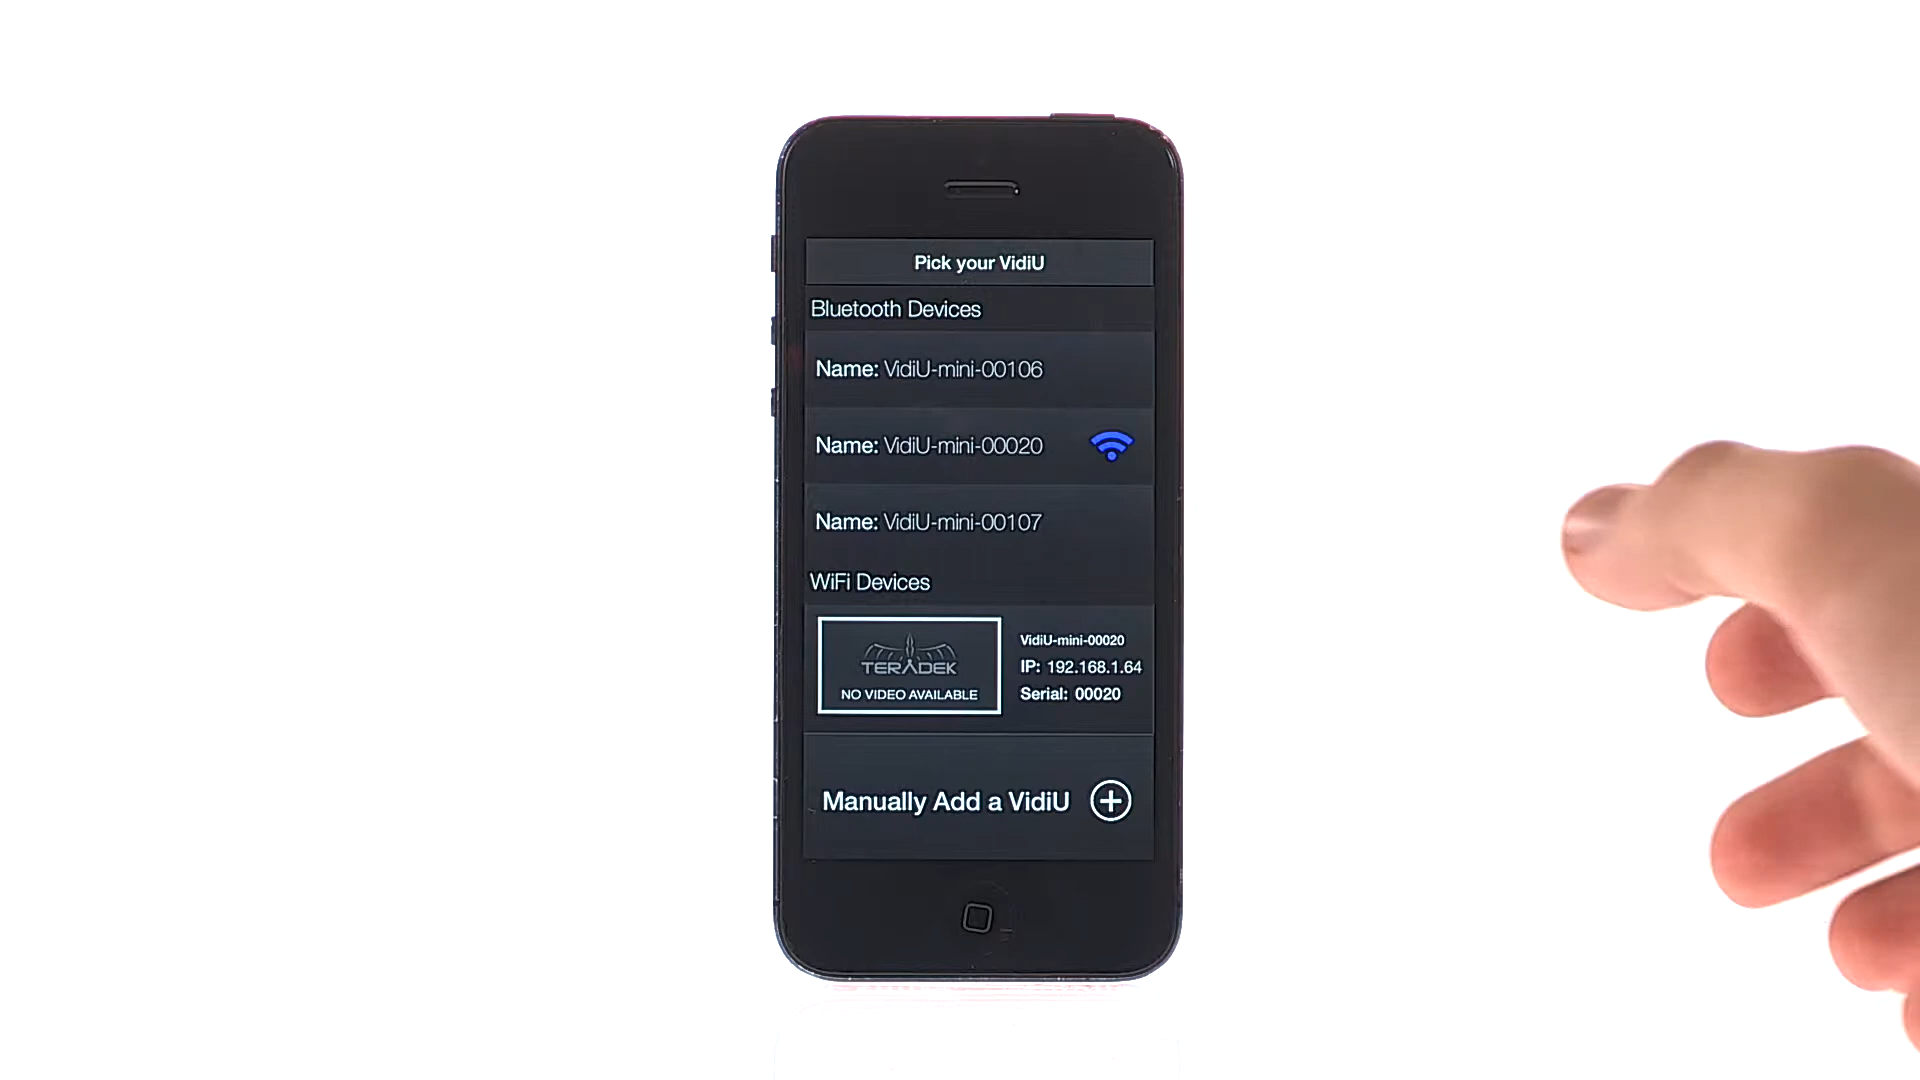 Pick your VidiU
Bluetooth Devices
Name: VidiU-mini-00106
Name: VidiU-mini-00020
Name: VidiU-mini-00107
WiFi Devices
TERADEK
NO VIDEO AVAILABLE
VidiU-mini-00020
IP: 192.168.1.64
Serial: 00020
Manually Add a VidiU